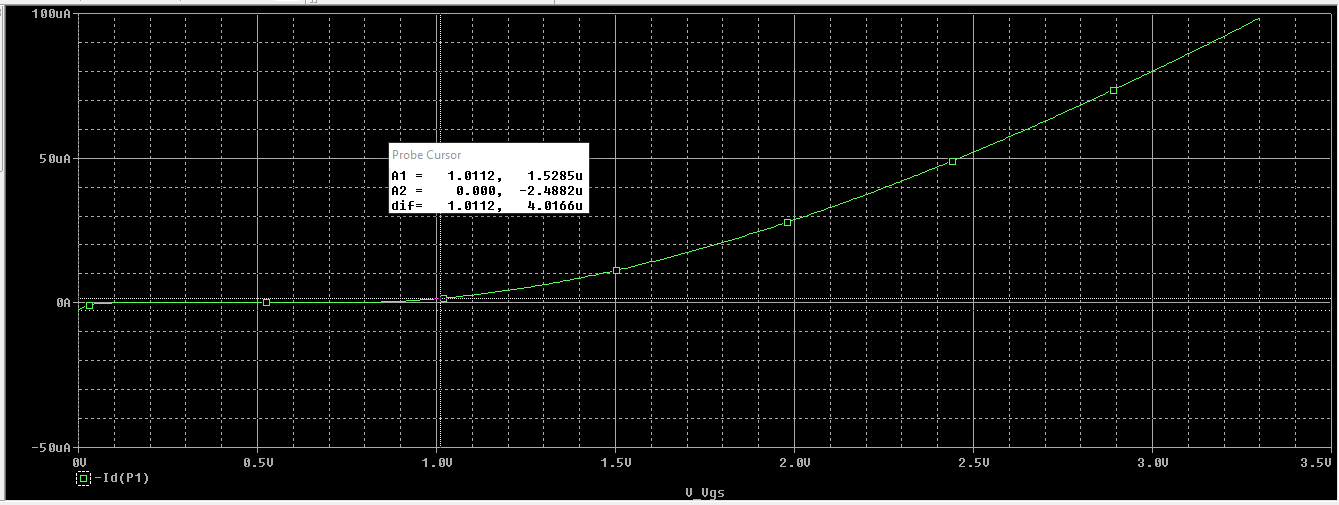 100uA
Probe Cursor
A1 = 1.0112, 1.5285u
A2 = 0.000, -2.4882u
dif= 1.0112, 4.0166u
50uA
0A
-50uA
0V 0.5V 1.0V 1.5V 2.0V 2.5V 3.0V 3.5V
-Id(P1)
V_Vgs